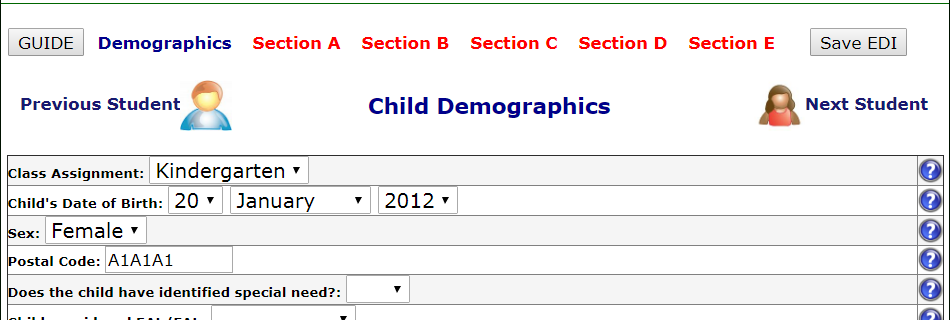 GUIDE Demographics Section A Section B Section C Section D Section E Save EDI
Previous Student Child Demographics Next Student
Class Assignment: Kindergarten ?
Child's Date of Birth: 20 January 2012 ?
Sex: Female ?
Postal Code: A1A1A1 ?
Does the child have identified special need?: ?